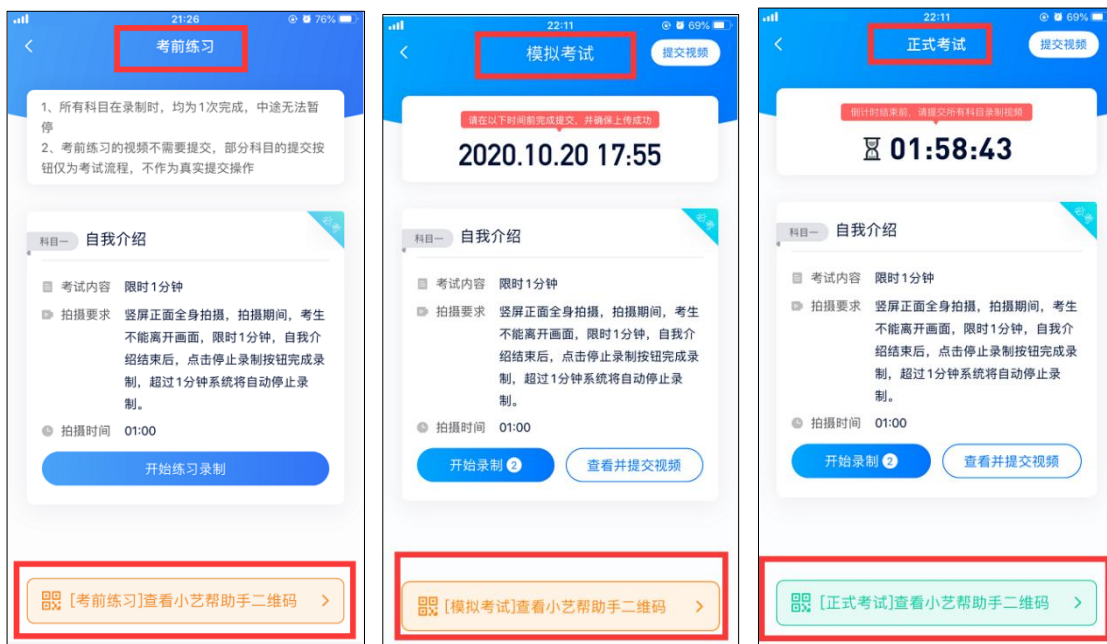 21:26
76%
考前练习
1、所有科目在录制时，均为1次完成，中途无法暂
停
2、考前练习的视频不需要提交，部分科目的提交按
钮仅为考试流程，不作为真实提交操作
必考
科目一 自我介绍
考试内容 限时1分钟
拍摄要求 竖屏正面全身拍摄，拍摄期间，考生
不能离开画面，限时1分钟，自我介
绍结束后，点击停止录制按钮完成录
制，超过1分钟系统将自动停止录
制。
拍摄时间 01:00
开始练习录制
[考前练习]查看小艺帮助手二维码
22:11
69%
模拟考试
提交视频
请在以下时间前完成提交，并确保上传成功
2020.10.20 17:55
必考
科目一 自我介绍
考试内容 限时1分钟
拍摄要求 竖屏正面全身拍摄，拍摄期间，考生
不能离开画面，限时1分钟，自我介
绍结束后，点击停止录制按钮完成录
制，超过1分钟系统将自动停止录
制。
拍摄时间 01:00
开始录制 2 查看并提交视频
[模拟考试]查看小艺帮助手二维码
22:11
69%
正式考试
提交视频
倒计时结束前，请提交所有科目录制视频
01:58:43
必考
科目一 自我介绍
考试内容 限时1分钟
拍摄要求 竖屏正面全身拍摄，拍摄期间，考生
不能离开画面，限时1分钟，自我介
绍结束后，点击停止录制按钮完成录
制，超过1分钟系统将自动停止录
制。
拍摄时间 01:00
开始录制 2 查看并提交视频
[正式考试]查看小艺帮助手二维码